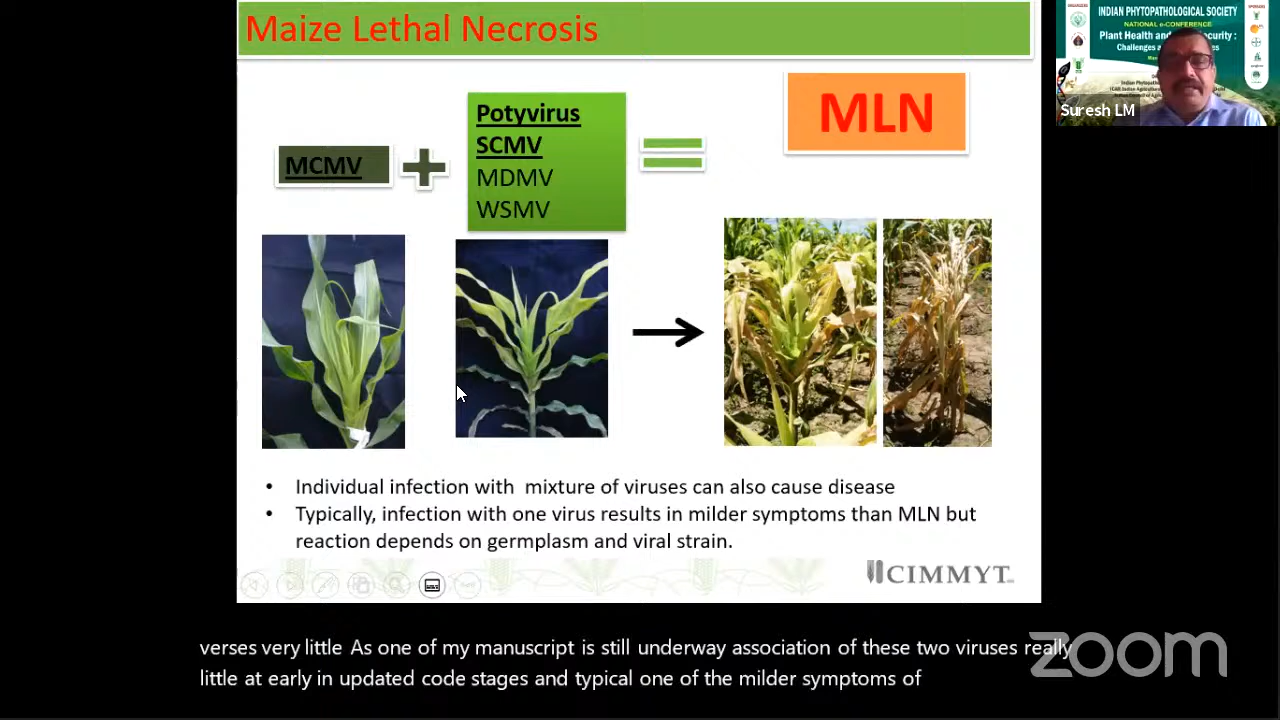 Maize Lethal Necrosis
MCMV
Potyvirus
SCMV
MDMV
WSMV
MLN
• Individual infection with mixture of viruses can also cause disease
• Typically, infection with one virus results in milder symptoms than MLN but
reaction depends on germplasm and viral strain.
CIMMYT
INDIAN PHYTOPATHOLOGICAL SOCIETY
NATIONAL e-CONFERENCE
Plant Health and
Challenges
Suresh LM
verses very little As one of my manuscript is still underway association of these two viruses really
little at early in updated code stages and typical one of the milder symptoms of
zoom